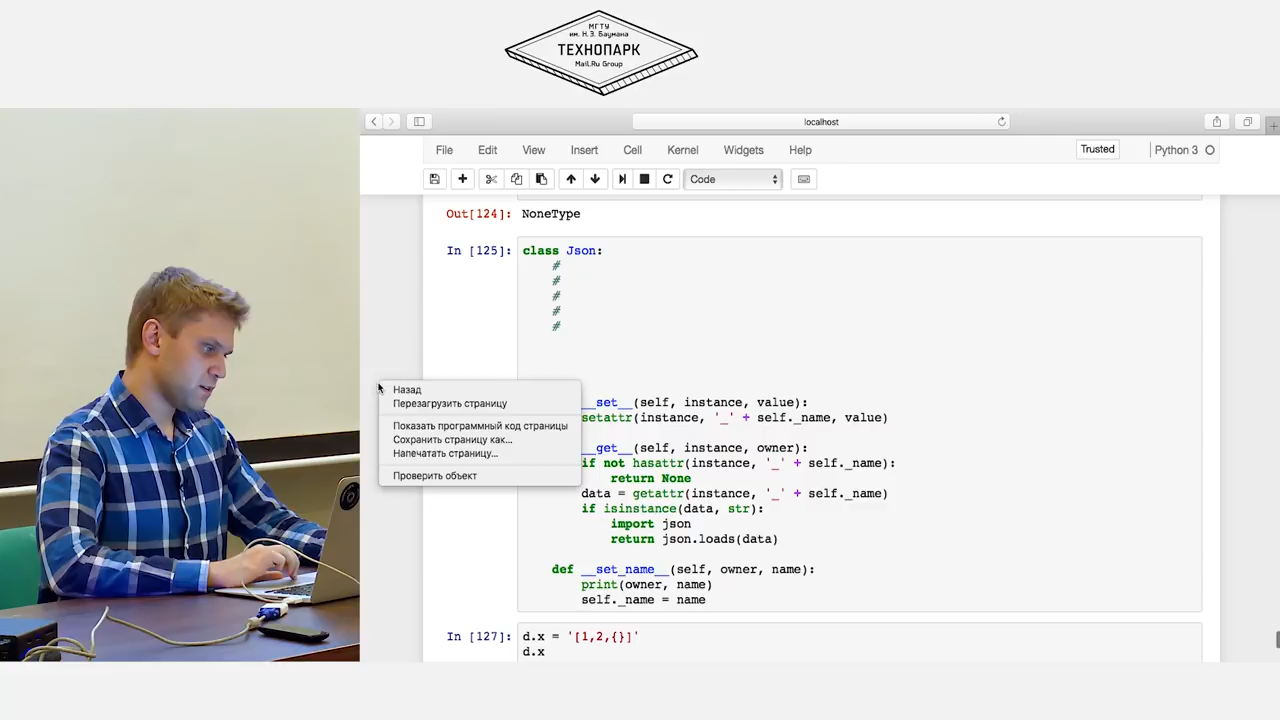 МГТУ
им. Н.Э. Баумана
ТЕХНОПАРК
Mail.Ru Group
localhost
File Edit View Insert Cell Kernel Widgets Help Trusted Python 3
Code
Out[124]: NoneType
In [125]: class Json:
#
#
#
#
#
Назад
Перезагрузить страницу
Показать программный код страницы
Сохранить страницу как...
Напечатать страницу...
Проверить объект
__set__(self, instance, value):
setattr(instance, '_' + self._name, value)
__get__(self, instance, owner):
if not hasattr(instance, '_' + self._name):
return None
data = getattr(instance, '_' + self._name)
if isinstance(data, str):
import json
return json.loads(data)
def __set_name__(self, owner, name):
print(owner, name)
self._name = name
In [127]: d.x = '[1,2,{}]'
d.x